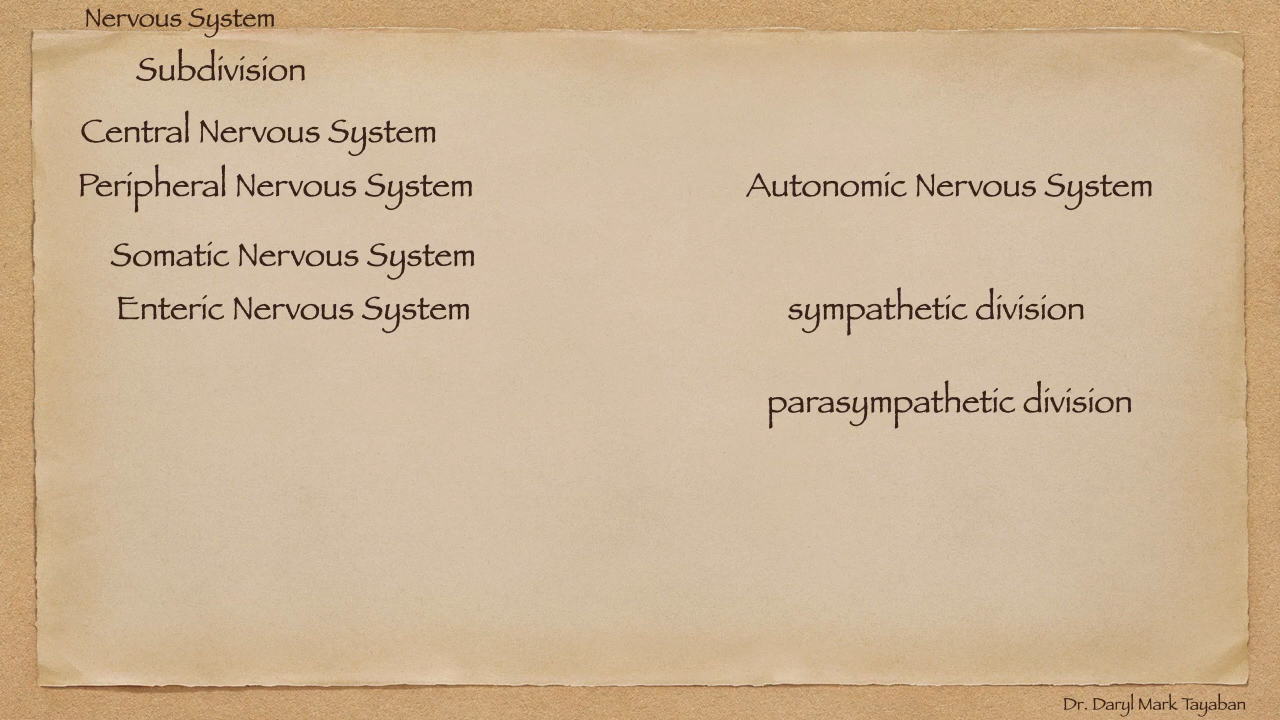 Nervous System
Subdivision
Central Nervous System
Peripheral Nervous System
Somatic Nervous System
Enteric Nervous System
Autonomic Nervous System
sympathetic division
parasympathetic division
Dr. Daryl Mark Tayaban